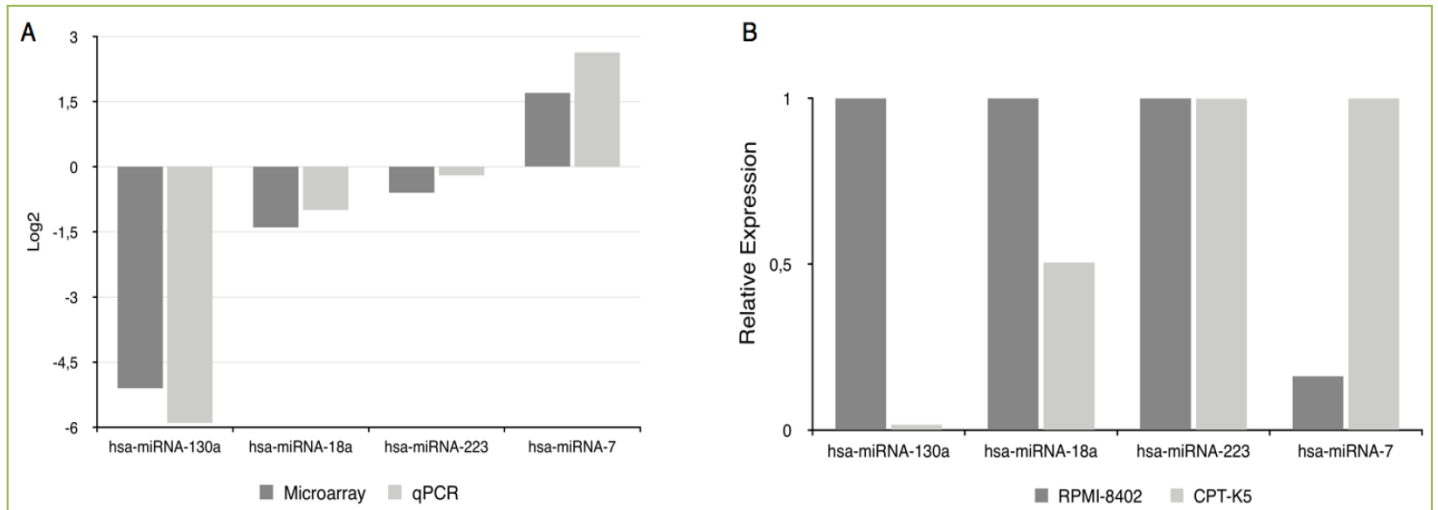 A
3
1,5
0
-1,5
-3
-4,5
-6
Log2
hsa-miRNA-130a hsa-miRNA-18a hsa-miRNA-223 hsa-miRNA-7
Microarray qPCR
B
1
0,5
0
Relative Expression
hsa-miRNA-130a hsa-miRNA-18a hsa-miRNA-223 hsa-miRNA-7
RPMI-8402 CPT-K5